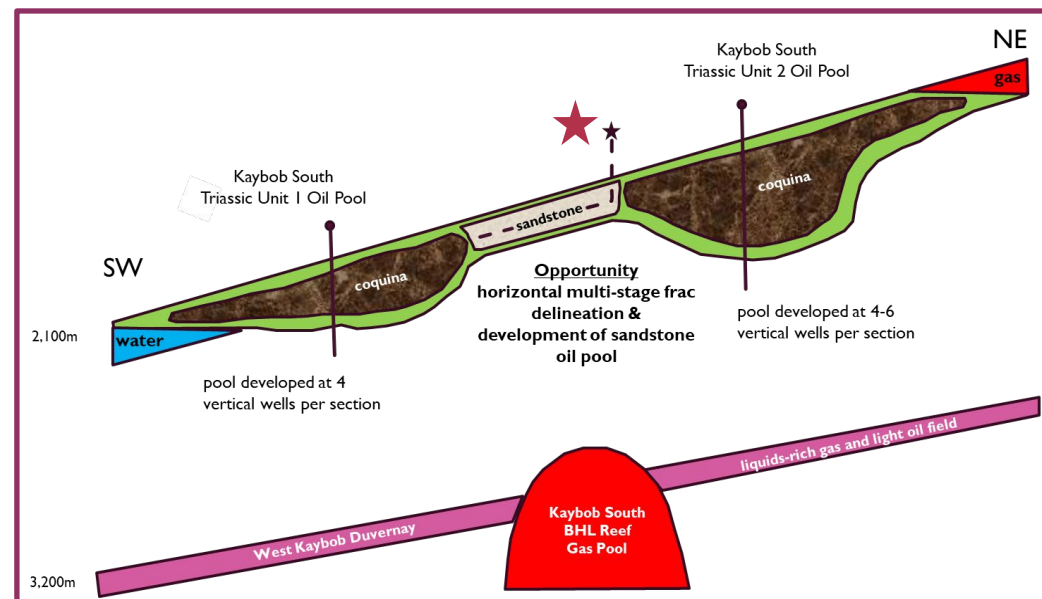 NE
Kaybob South
Triassic Unit 2 Oil Pool
gas
Kaybob South
Triassic Unit 1 Oil Pool
coquina
sandstone
SW
coquina
Opportunity
horizontal multi-stage frac
delineation &
development of sandstone
oil pool
pool developed at 4-6
vertical wells per section
2,100m
water
pool developed at 4
vertical wells per section
liquids-rich gas and light oil field
Kaybob South
BHL Reef
Gas Pool
West Kaybob Duvernay
3,200m